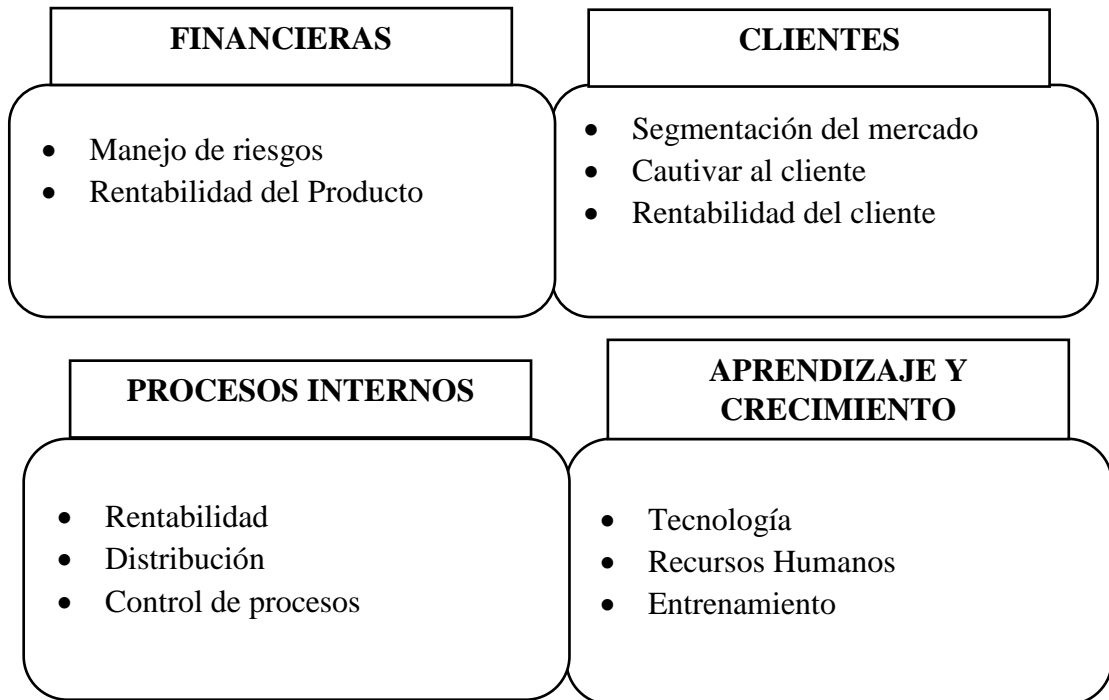 FINANCIERAS
• Manejo de riesgos
• Rentabilidad del Producto
CLIENTES
• Segmentación del mercado
• Cautivar al cliente
• Rentabilidad del cliente
PROCESOS INTERNOS
• Rentabilidad
• Distribución
• Control de procesos
APRENDIZAJE Y
CRECIMIENTO
• Tecnología
• Recursos Humanos
• Entrenamiento